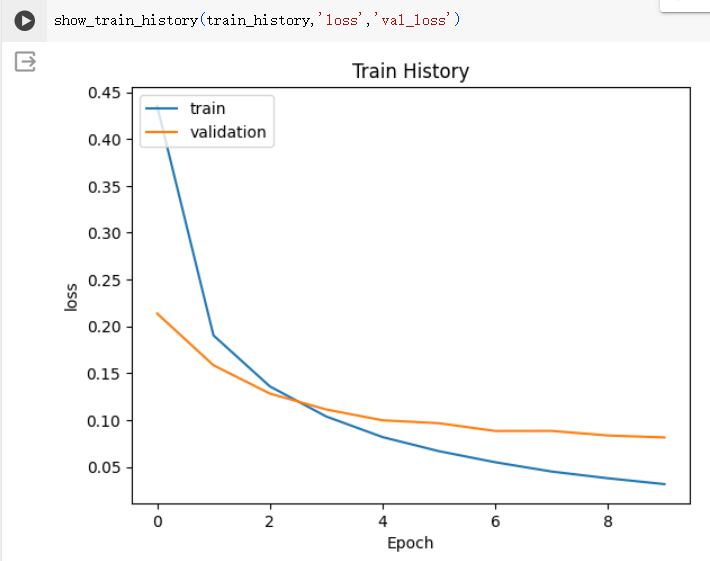 show_train_history(train_history,'loss','val_loss')
Train History
train
validation
0.45
0.40
0.35
0.30
0.25
0.20
0.15
0.10
0.05
loss
0 2 4 6 8
Epoch